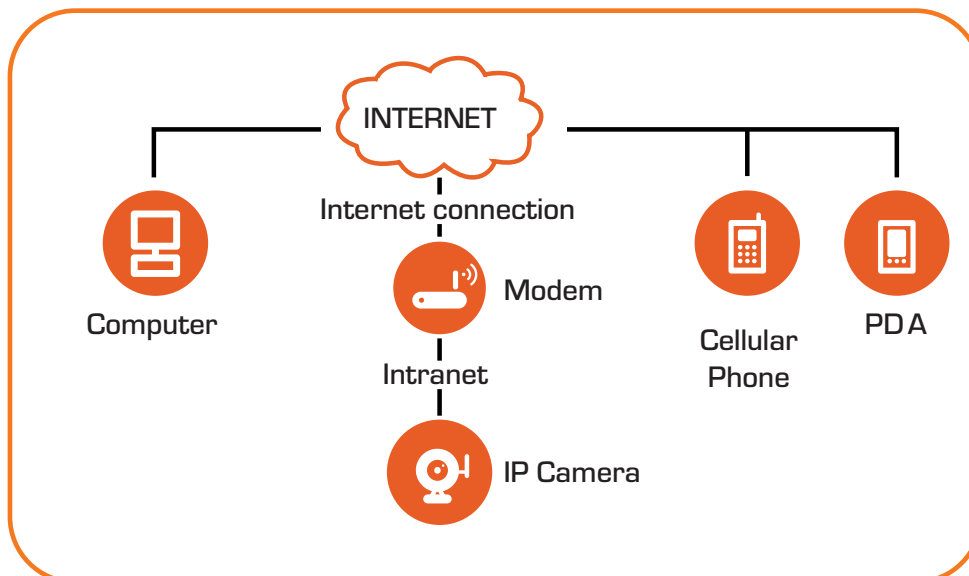 INTERNET
Internet connection
Modem
Computer
Cellular
Phone
PDA
Intranet
IP Camera